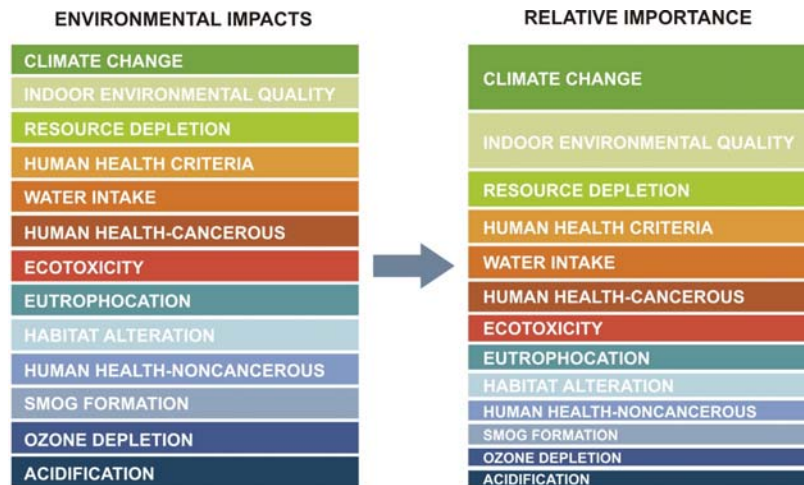 ENVIRONMENTAL IMPACTS
CLIMATE CHANGE
INDOOR ENVIRONMENTAL QUALITY
RESOURCE DEPLETION
HUMAN HEALTH CRITERIA
WATER INTAKE
HUMAN HEALTH-CANCEROUS
ECOTOXICITY
EUTROPHOCATION
HABITAT ALTERATION
HUMAN HEALTH-NONCANCEROUS
SMOG FORMATION
OZONE DEPLETION
ACIDIFICATION
RELATIVE IMPORTANCE
CLIMATE CHANGE
INDOOR ENVIRONMENTAL QUALITY
RESOURCE DEPLETION
HUMAN HEALTH CRITERIA
WATER INTAKE
HUMAN HEALTH-CANCEROUS
ECOTOXICITY
EUTROPHOCATION
HABITAT ALTERATION
HUMAN HEALTH-NONCANCEROUS
SMOG FORMATION
OZONE DEPLETION
ACIDIFICATION